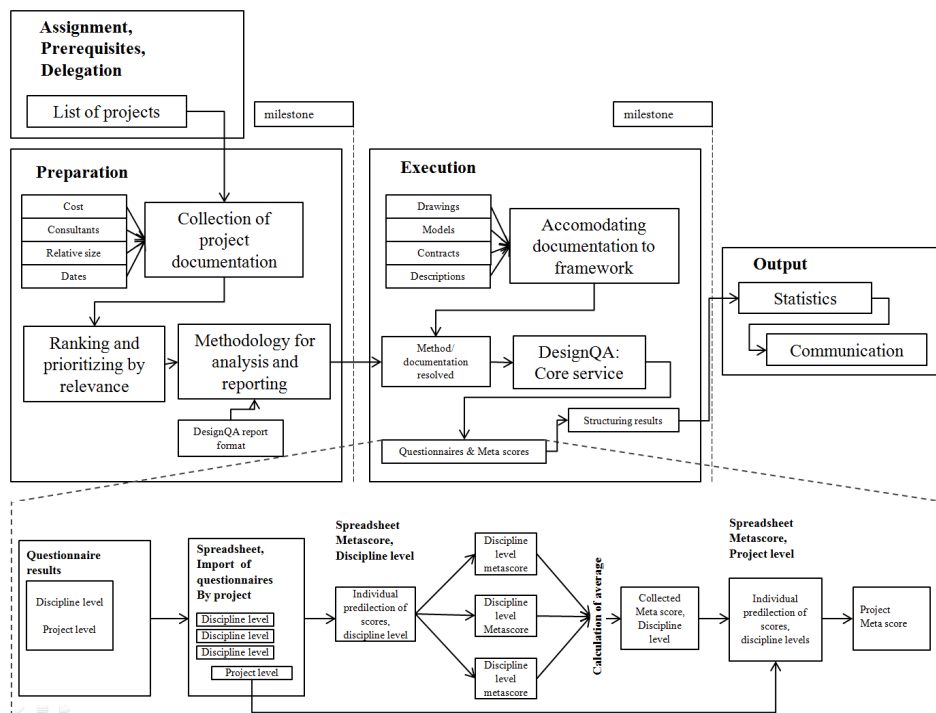 Assignment,
Prerequisites,
Delegation
List of projects
milestone
milestone
Preparation
Cost
Consultants
Relative size
Dates
Collection of
project
documentation
Ranking and
prioritizing by
relevance
Methodology for
analysis and
reporting
DesignQA report
format
Execution
Drawings
Models
Contracts
Descriptions
Accomodating
documentation to
framework
Method/
documentation
resolved
DesignQA:
Core service
Structuring results
Questionnaires & Meta scores
Output
Statistics
Communication
Questionnaire
results
Discipline level
Project level
Spreadsheet,
Import of
questionnaires
By project
Discipline level
Discipline level
Discipline level
Project level
Spreadsheet
Metascore,
Discipline level
Individual
predilection of
scores,
discipline level
Discipline
level
metascore
Discipline
level
Metascore
Discipline
level
metascore
Calculation of average
Collected
Meta score,
Discipline
level
Spreadsheet
Metascore,
Project level
Individual
predilection of
scores,
discipline levels
Project
Meta score